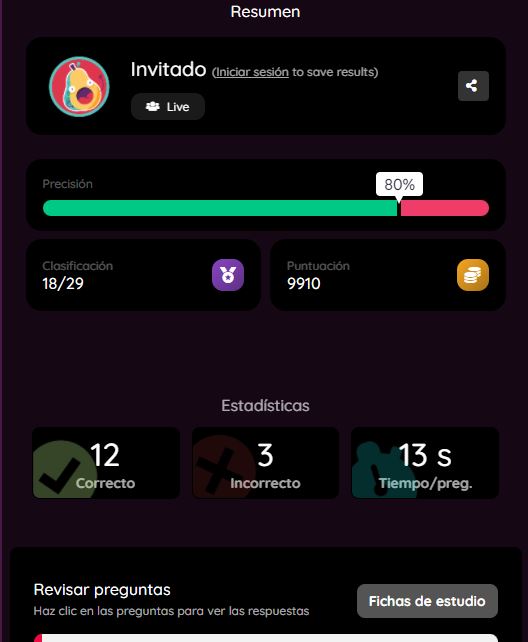 Resumen
Invitado (Iniciar sesión to save results)
Live
Precisión
80%
Clasificación
18/29
Puntuación
9910
Estadísticas
12
Correcto
3
Incorrecto
13 s
Tiempo/preg.
Revisar preguntas
Haz clic en las preguntas para ver las respuestas
Fichas de estudio